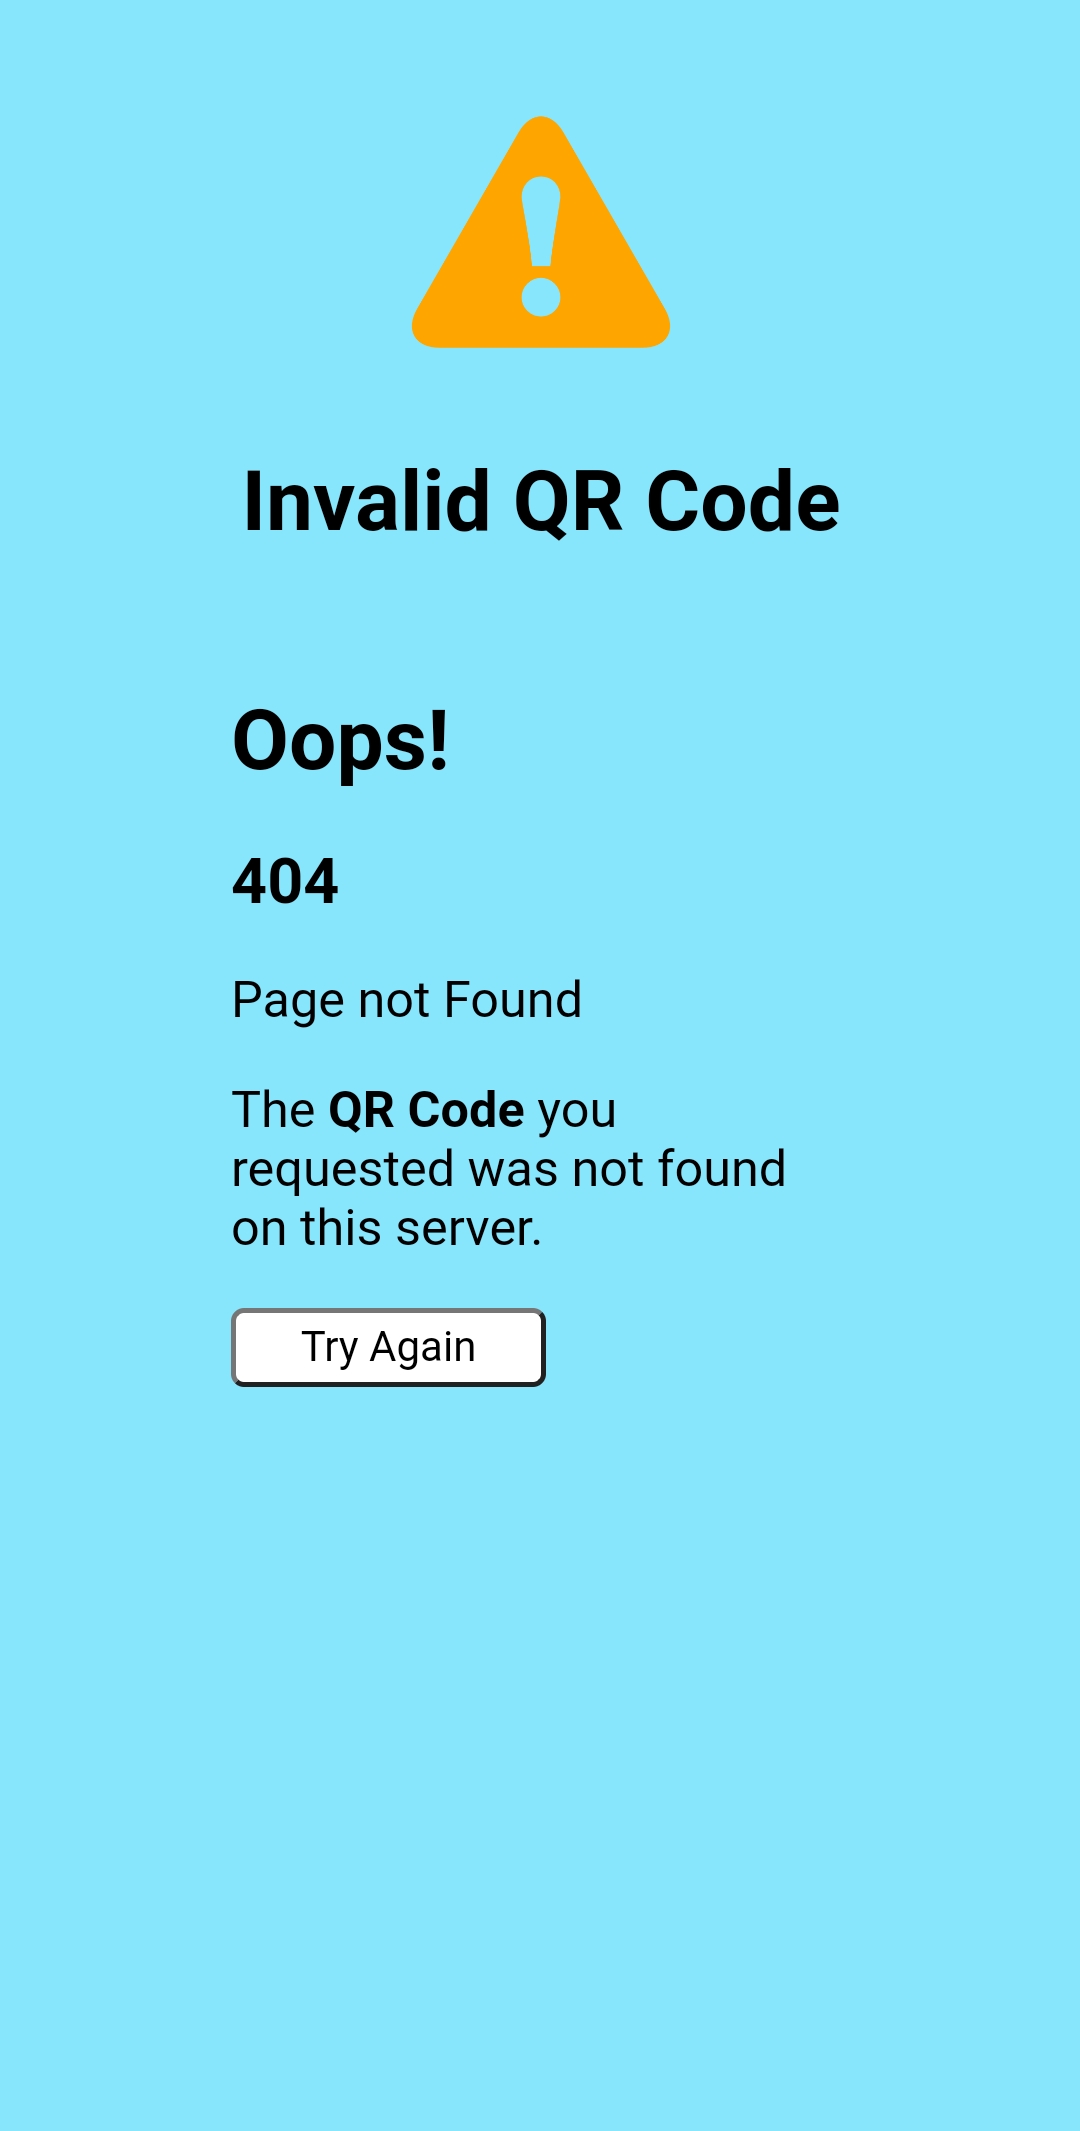 Invalid QR Code
Oops!
404
Page not Found
The QR Code you
requested was not found
on this server.
Try Again